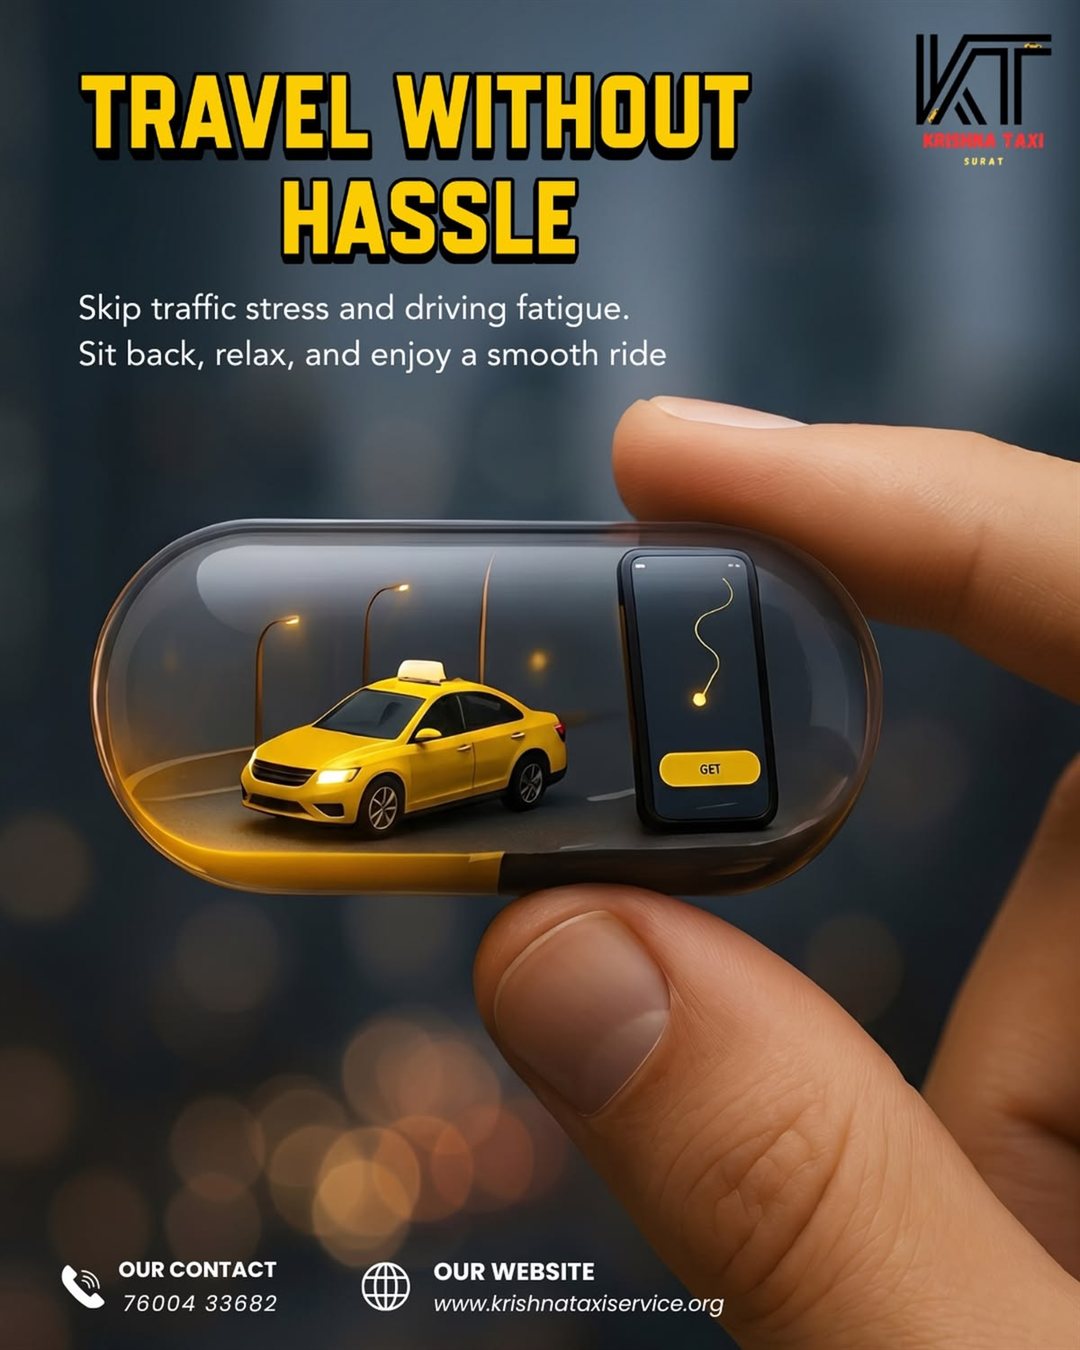 TRAVEL WITHOUT
HASSLE
KT
KRISHNA TAXI
SURAT
Skip traffic stress and driving fatigue.
Sit back, relax, and enjoy a smooth ride
GET
OUR CONTACT
76004 33682
OUR WEBSITE
www.krishnataxiservice.org